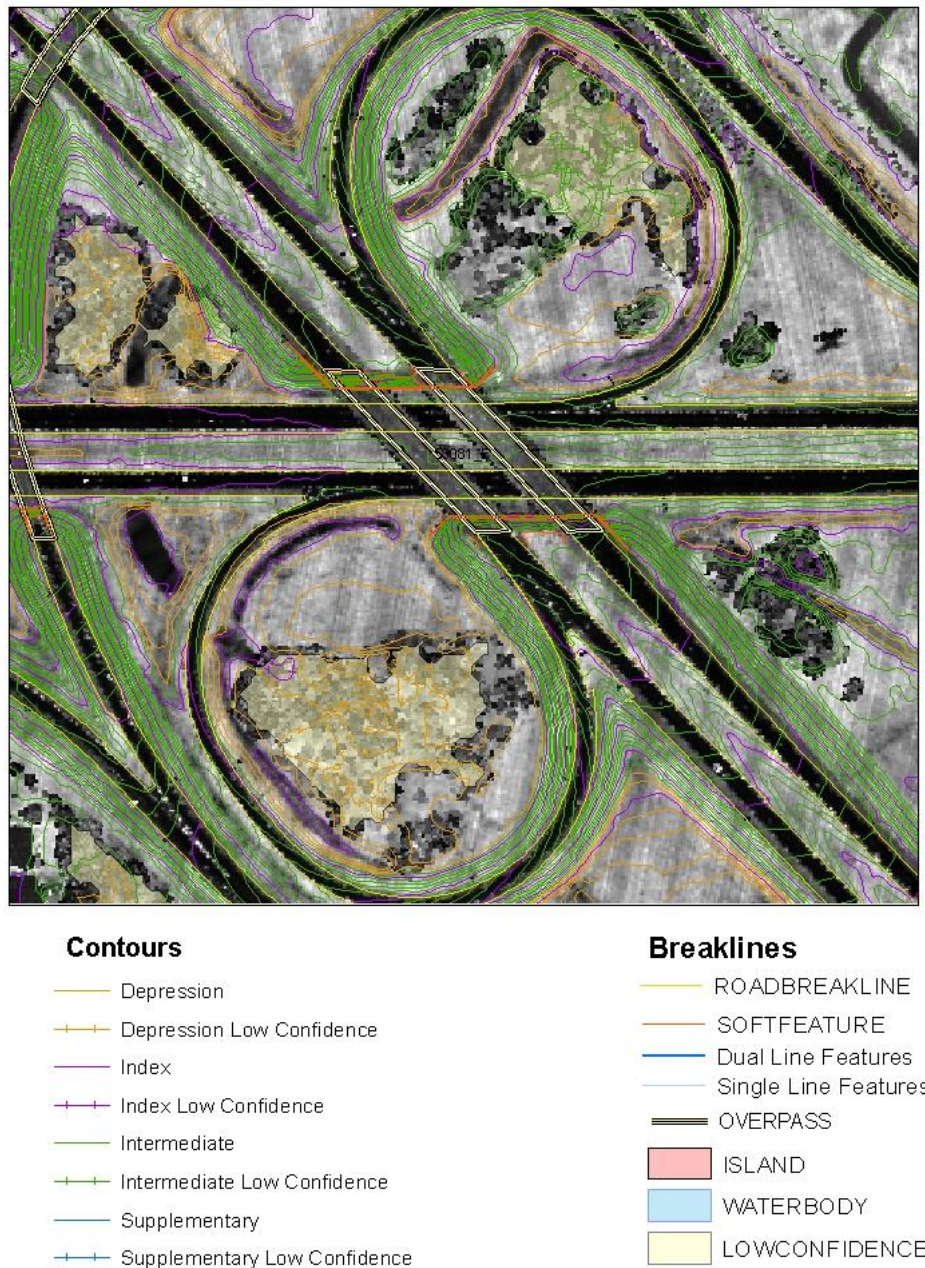 Contours
Depression
Depression Low Confidence
Index
Index Low Confidence
Intermediate
Intermediate Low Confidence
Supplementary
Supplementary Low Confidence
Breaklines
ROADBREAKLINE
SOFTFEATURE
Dual Line Features
Single Line Features
OVERPASS
ISLAND
WATERBODY
LOWCONFIDENCE